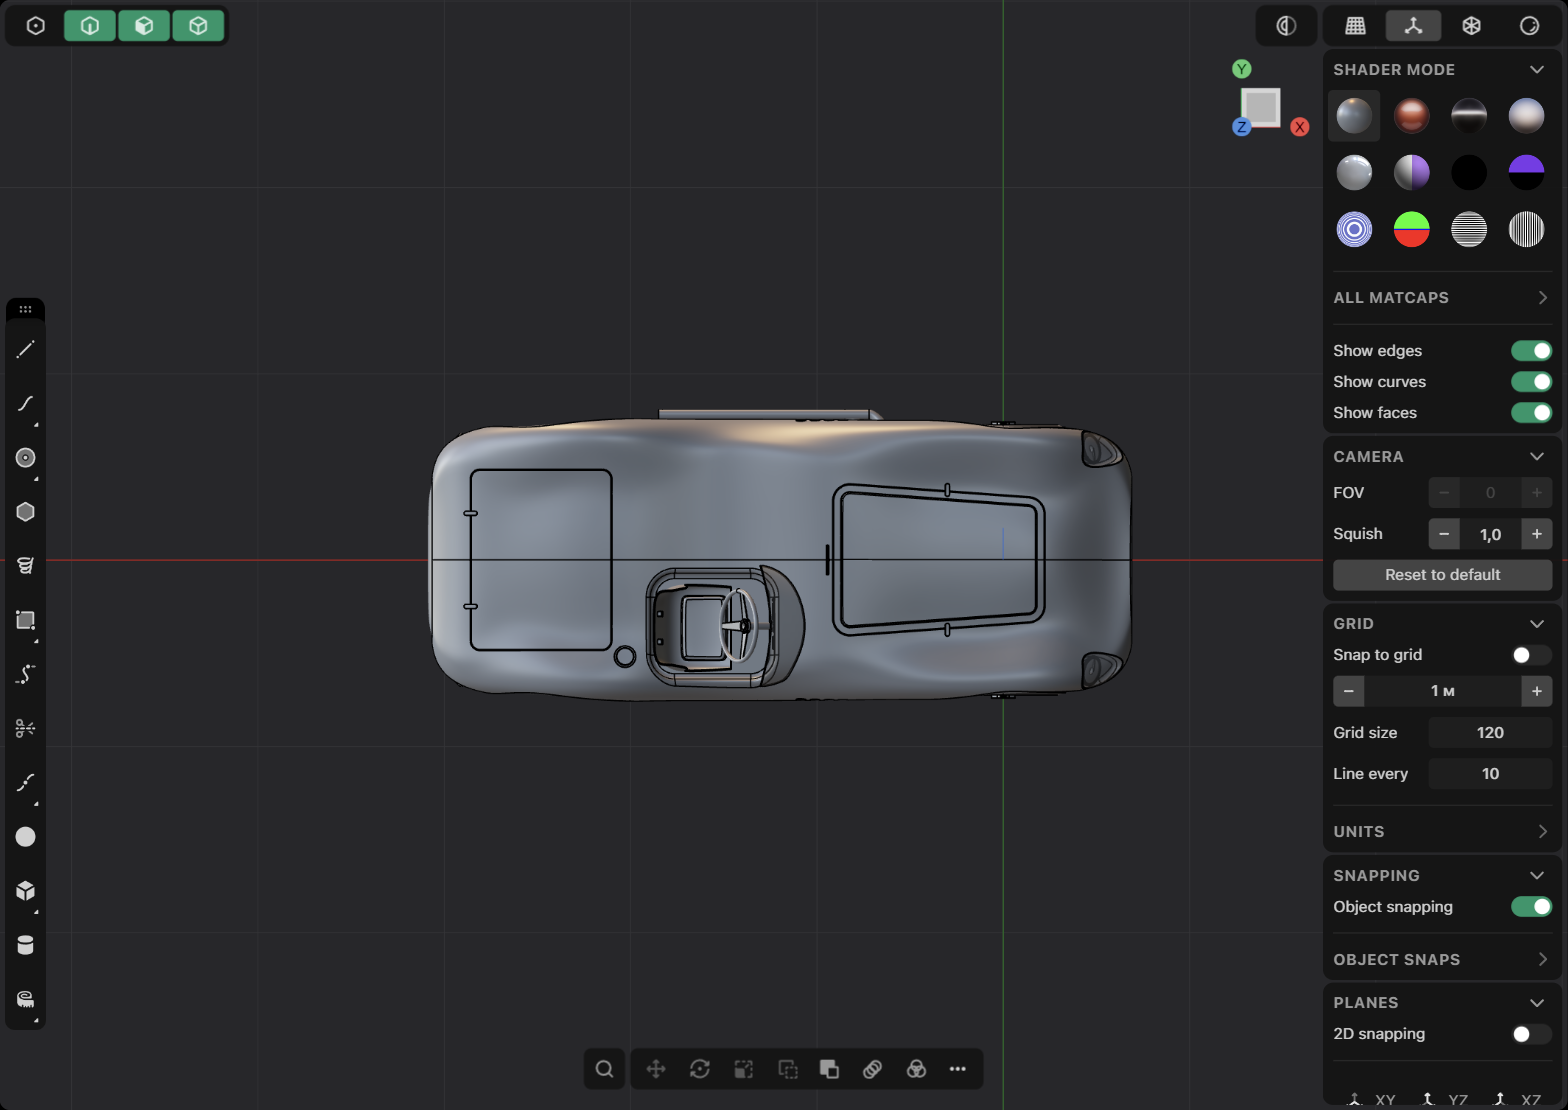 Y
Z
X
SHADER MODE
ALL MATCAPS
Show edges
Show curves
Show faces
CAMERA
FOV − 0 +
Squish − 1,0 +
Reset to default
GRID
Snap to grid
− 1 м +
Grid size 120
Line every 10
UNITS
SNAPPING
Object snapping
OBJECT SNAPS
PLANES
2D snapping
XY YZ XZ